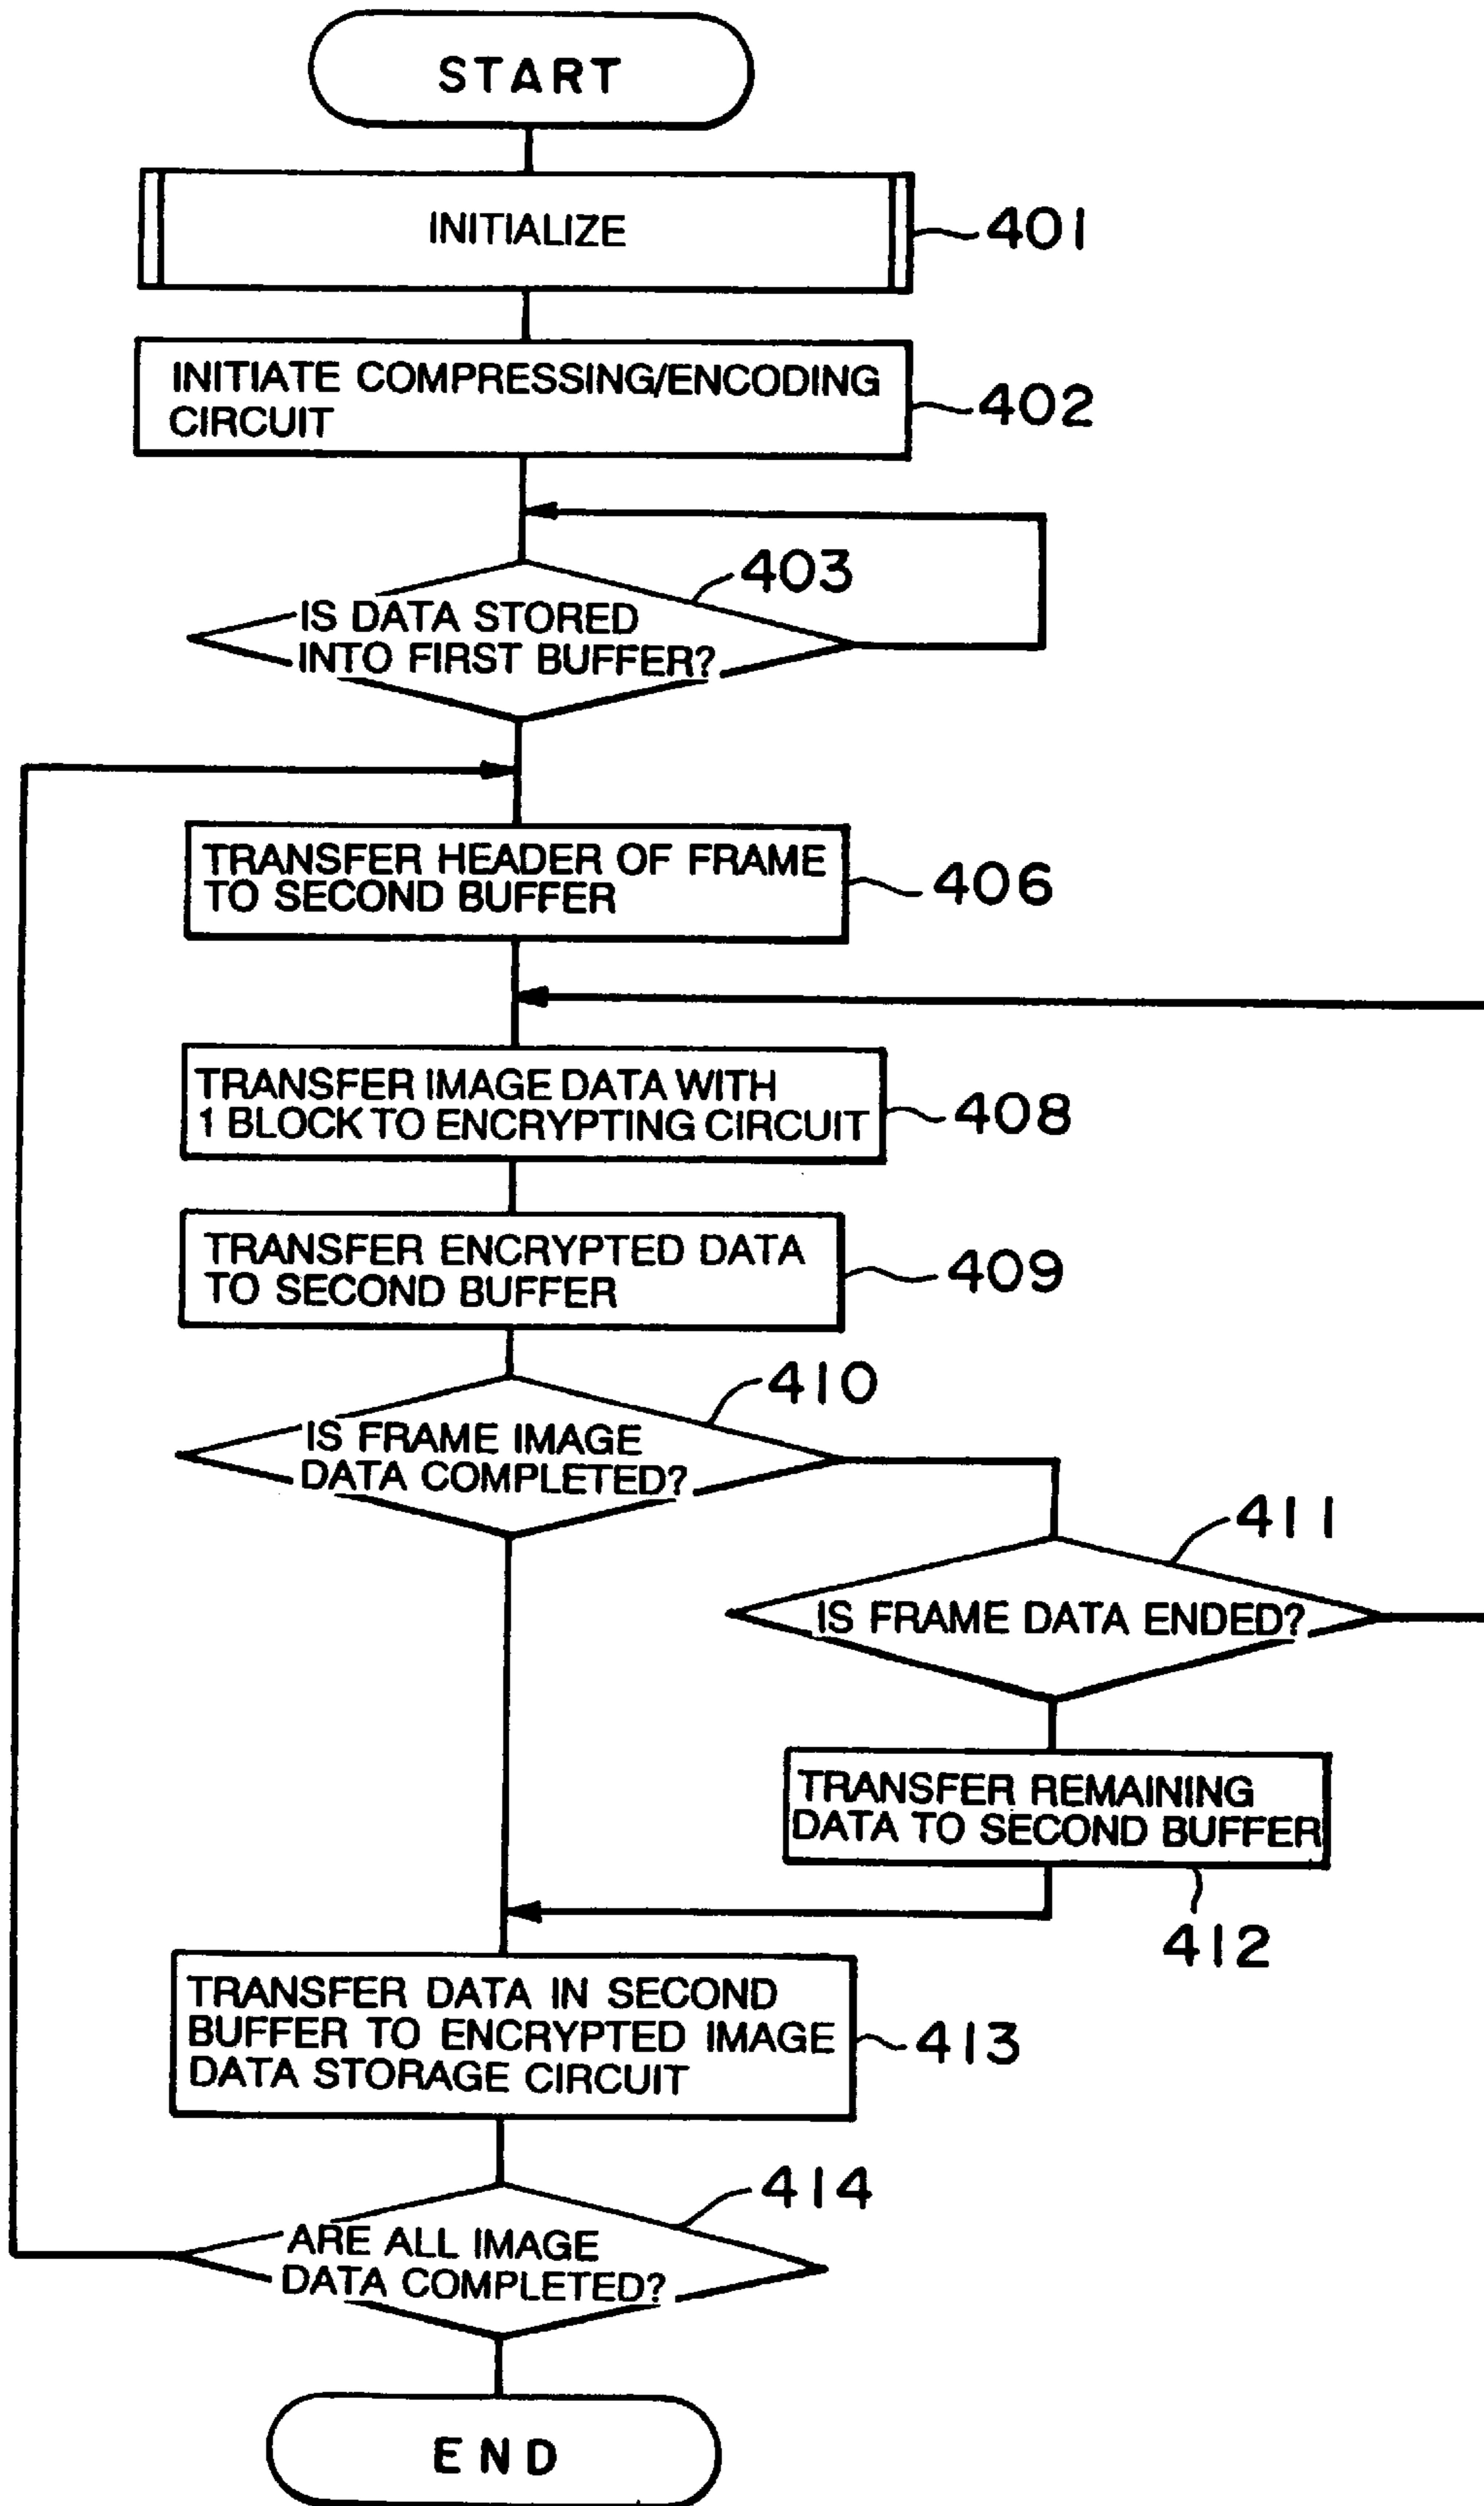 START
INITIALIZE
401
INITIATE COMPRESSING/ENCODING
CIRCUIT
402
403
IS DATA STORED
INTO FIRST BUFFER?
TRANSFER HEADER OF FRAME
TO SECOND BUFFER
406
TRANSFER IMAGE DATA WITH
1 BLOCK TO ENCRYPTING CIRCUIT
408
TRANSFER ENCRYPTED DATA
TO SECOND BUFFER
409
410
IS FRAME IMAGE
DATA COMPLETED?
411
IS FRAME DATA ENDED?
TRANSFER REMAINING
DATA TO SECOND BUFFER
412
TRANSFER DATA IN SECOND
BUFFER TO ENCRYPTED IMAGE
DATA STORAGE CIRCUIT
413
414
ARE ALL IMAGE
DATA COMPLETED?
END